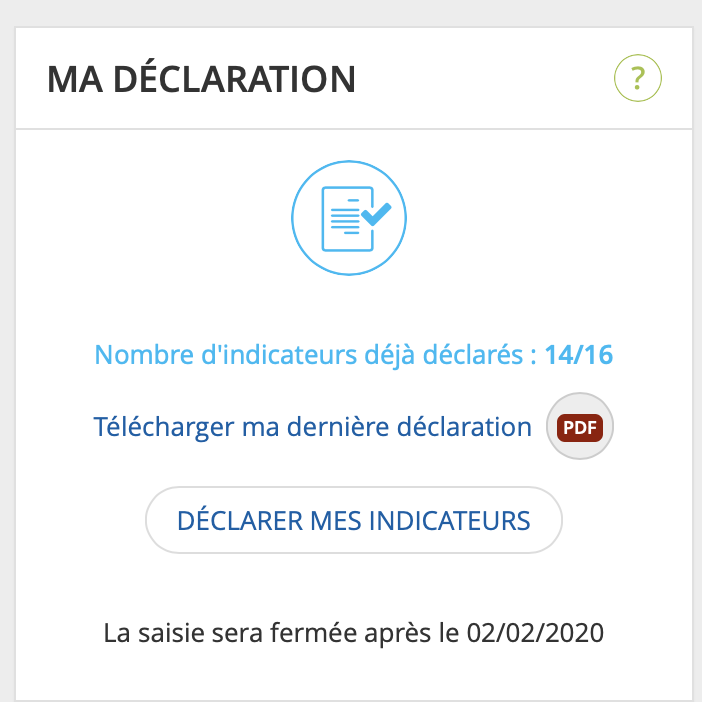 MA DÉCLARATION
?
Nombre d'indicateurs déjà déclarés : 14/16
Télécharger ma dernière déclaration PDF
DÉCLARER MES INDICATEURS
La saisie sera fermée après le 02/02/2020